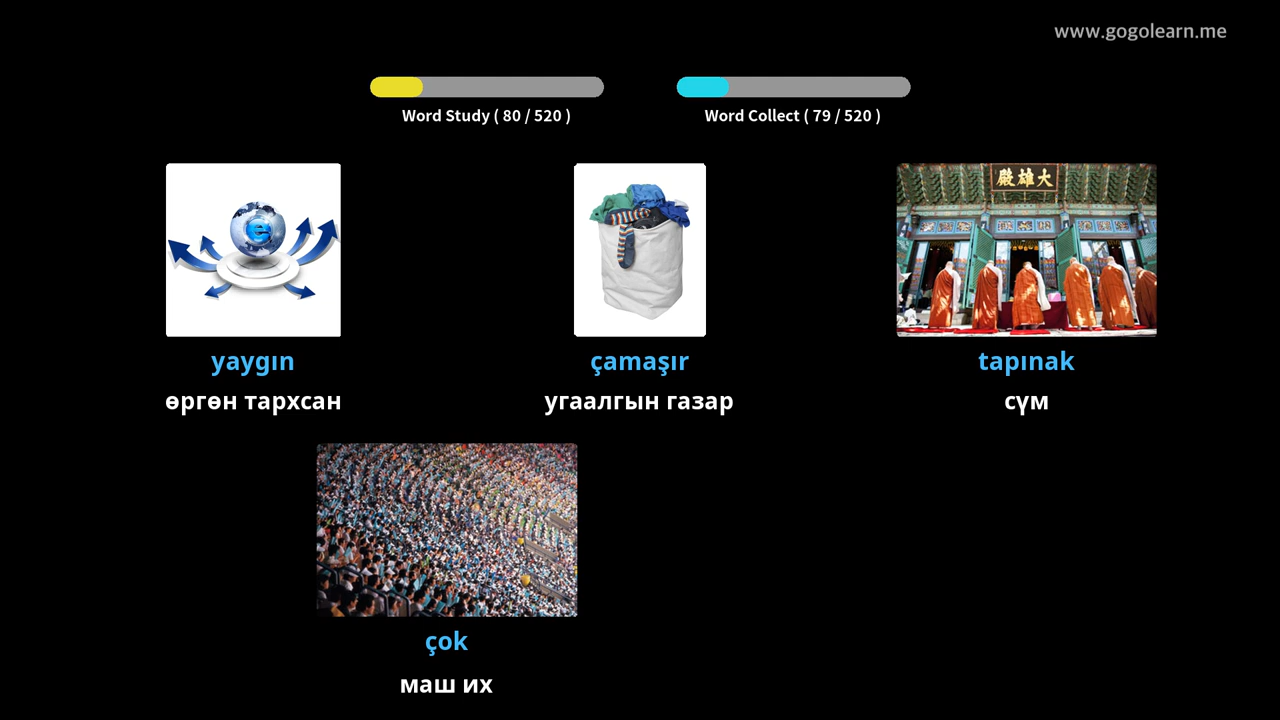 www.gogolearn.me
Word Study ( 80 / 520 )
Word Collect ( 79 / 520 )
大雄殿
yaygın
çamaşır
tapınak
өргөн тархсан
угаалгын газар
сүм
çok
маш их